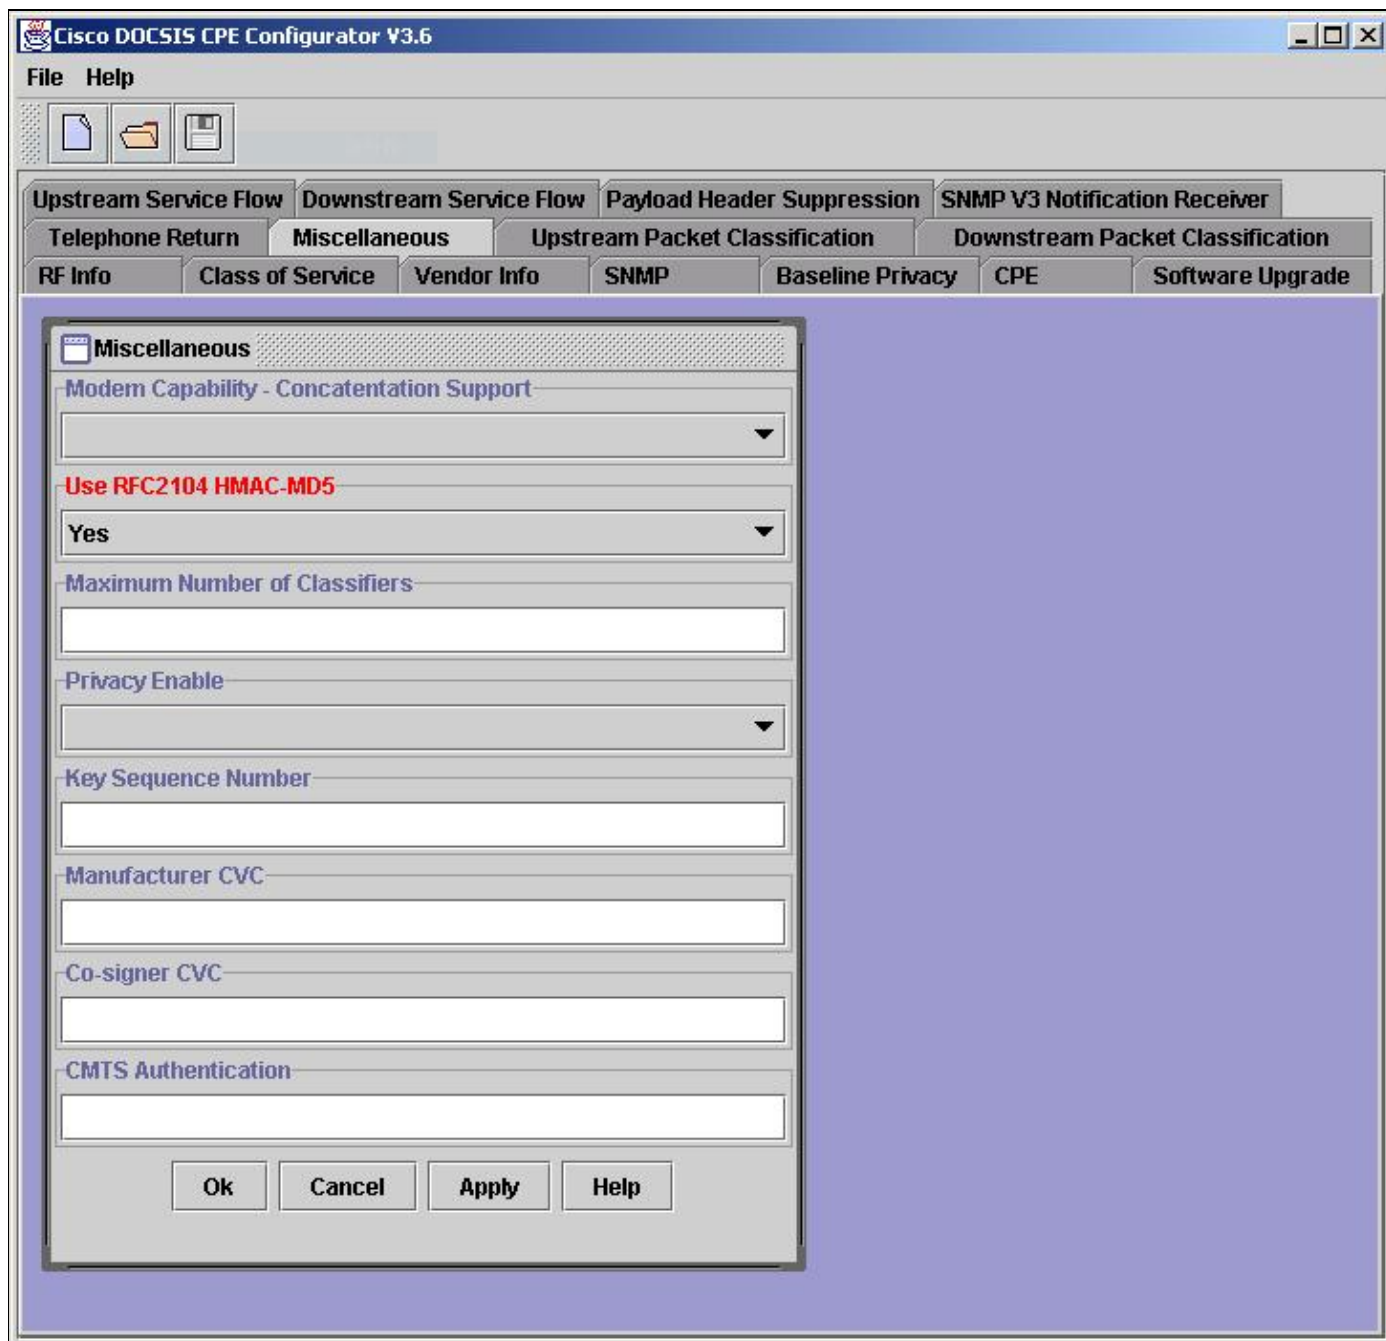 Cisco DOCSIS CPE Configurator V3.6
File Help
Upstream Service Flow Downstream Service Flow Payload Header Suppression SNMP V3 Notification Receiver
Telephone Return Miscellaneous Upstream Packet Classification Downstream Packet Classification
RF Info Class of Service Vendor Info SNMP Baseline Privacy CPE Software Upgrade
Miscellaneous
Modem Capability - Concatentation Support
Use RFC2104 HMAC-MD5
Yes
Maximum Number of Classifiers
Privacy Enable
Key Sequence Number
Manufacturer CVC
Co-signer CVC
CMTS Authentication
Ok Cancel Apply Help